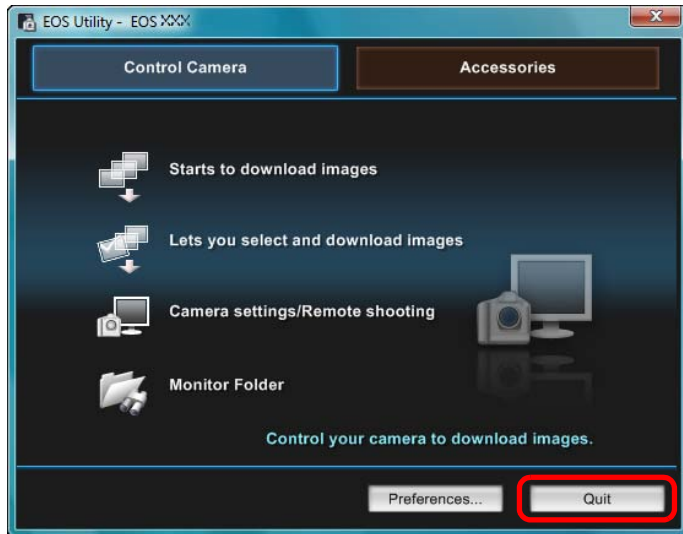 EOS Utility - EOS XXX
Control Camera
Accessories
Starts to download images
Lets you select and download images
Camera settings/Remote shooting
Monitor Folder
Control your camera to download images.
Preferences...
Quit